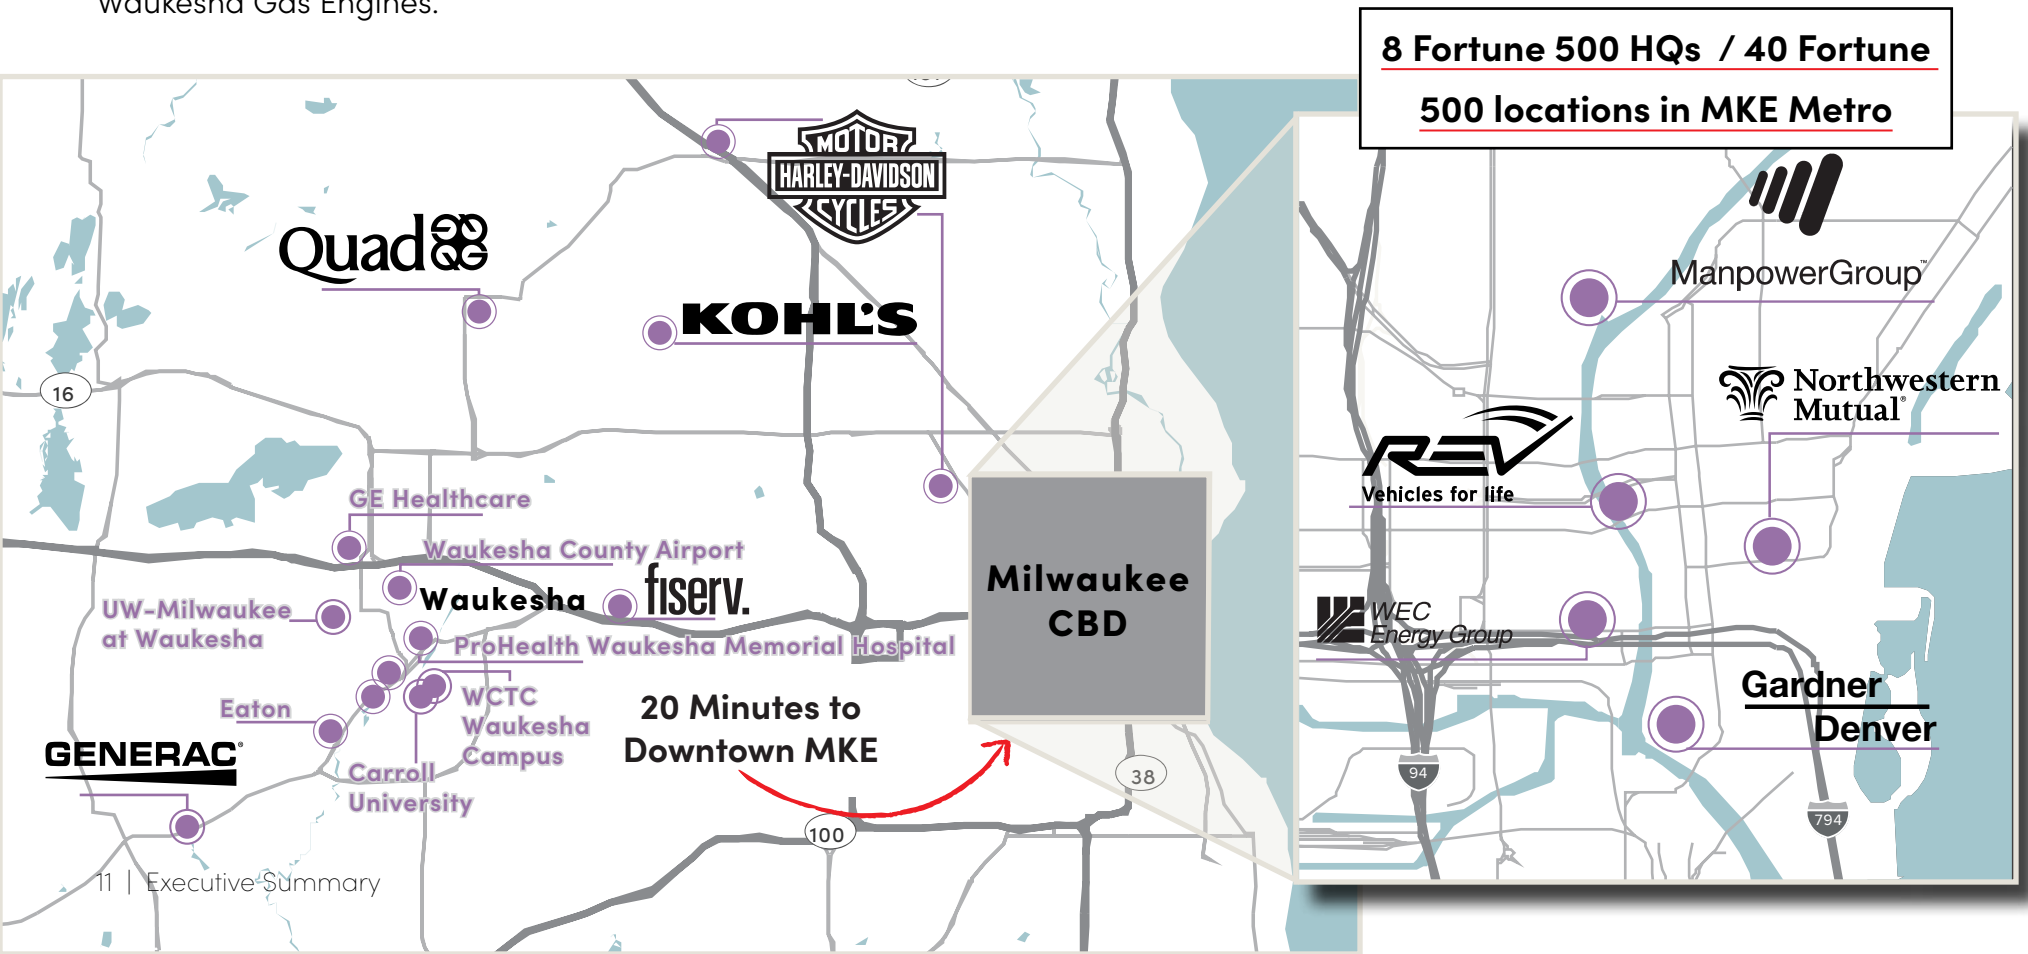 Waukesha Gas Engines.
8 Fortune 500 HQs / 40 Fortune
500 locations in MKE Metro
MOTOR
HARLEY-DAVIDSON
CYCLES
Quad
KOHL'S
16
GE Healthcare
Waukesha County Airport
Waukesha
fiserv.
UW-Milwaukee
at Waukesha
ProHealth Waukesha Memorial Hospital
Eaton
WCTC
Waukesha
Campus
Carroll
University
GENERAC®
20 Minutes to
Downtown MKE
Milwaukee
CBD
38
100
ManpowerGroup™
Northwestern
Mutual®
REV
Vehicles for life
WEC
Energy Group
Gardner
Denver
94
794
11 | Executive Summary